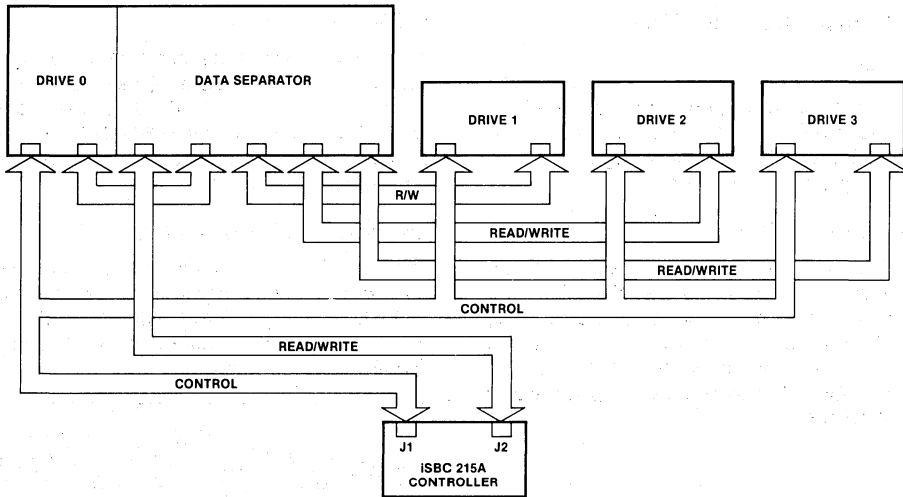 DRIVE 0
DATA SEPARATOR
DRIVE 1
DRIVE 2
DRIVE 3
R/W
READ/WRITE
READ/WRITE
CONTROL
READ/WRITE
CONTROL
J1
J2
iSBC 215A
CONTROLLER